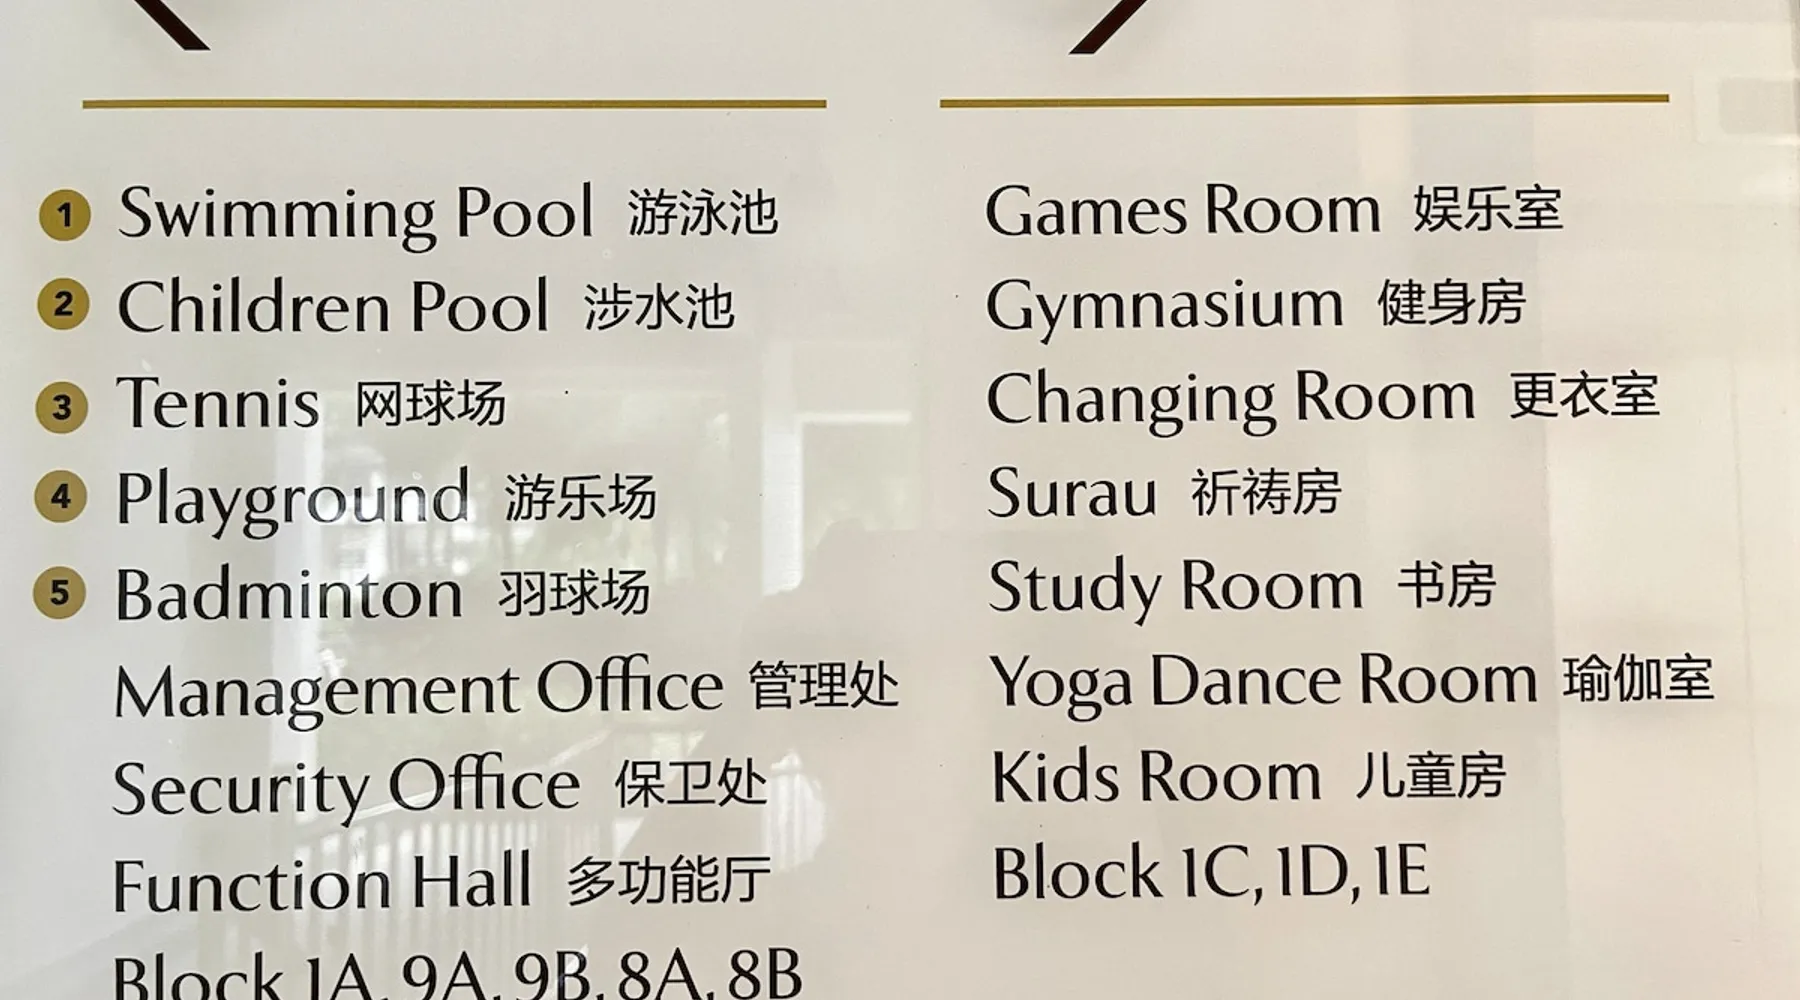 1 Swimming Pool 游泳池
2 Children Pool 涉水池
3 Tennis 网球场
4 Playground 游乐场
5 Badminton 羽球场
Management Office 管理处
Security Office 保卫处
Function Hall 多功能厅
Block 1A, 9A, 9B, 8A, 8B
Games Room 娱乐室
Gymnasium 健身房
Changing Room 更衣室
Surau 祈祷房
Study Room 书房
Yoga Dance Room 瑜伽室
Kids Room 儿童房
Block 1C, 1D, 1E